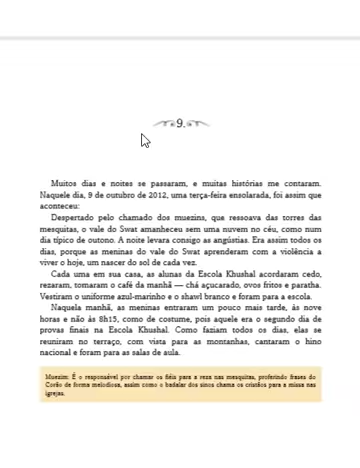 9.
Muitos dias e noites se passaram, e muitas histórias me contaram.
Naquele dia, 9 de outubro de 2012, uma terça-feira ensolarada, foi assim que
aconteceu:
Despertado pelo chamado dos muezins, que ressoava das torres das
mesquitas, o vale do Swat amanheceu sem uma nuvem no céu, como num
dia típico de outono. A noite levara consigo as angústias. Era assim todos os
dias, porque as meninas do vale do Swat aprenderam com a violência a
viver o hoje, um nascer do sol de cada vez.
Cada uma em sua casa, as alunas da Escola Khushal acordaram cedo,
rezaram, tomaram o café da manhã — chá açucarado, ovos fritos e paratha.
Vestiram o uniforme azul-marinho e o shawl branco e foram para a escola.
Naquela manhã, as meninas entraram um pouco mais tarde, às nove
horas e não às 8h15, como de costume, pois aquele era o segundo dia de
provas finais na Escola Khushal. Como faziam todos os dias, elas se
reuniram no terraço, com vista para as montanhas, cantaram o hino
nacional e foram para as salas de aula.
Muezim: É o responsável por chamar os fiéis para a reza nas mesquitas, proferindo frases do
Corão de forma melodiosa, assim como o badalar dos sinos chama os cristãos para a missa nas
igrejas.